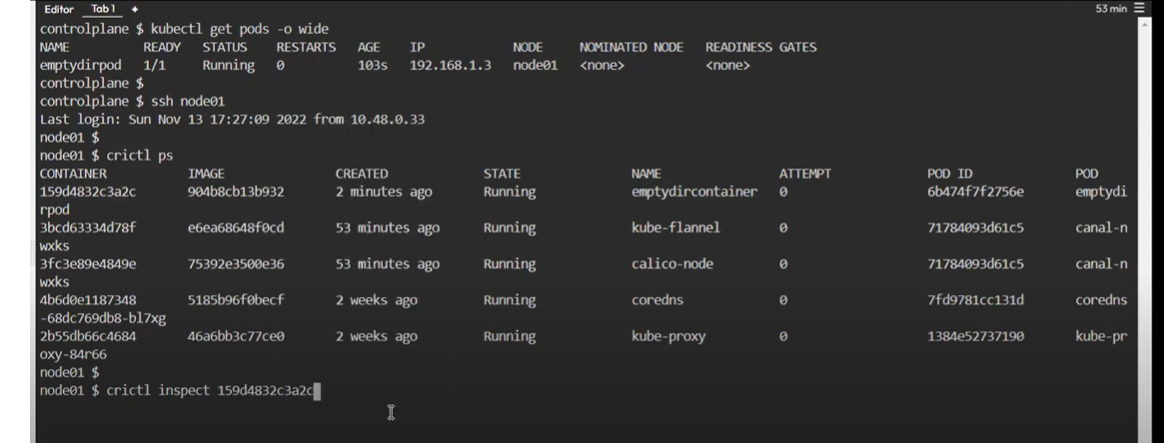 Editor Tab 1 + 53 min
controlplane $ kubectl get pods -o wide
NAME READY STATUS RESTARTS AGE IP NODE NOMINATED NODE READINESS GATES
emptydirpod 1/1 Running 0 103s 192.168.1.3 node01 <none> <none>
controlplane $
controlplane $ ssh node01
Last login: Sun Nov 13 17:27:09 2022 from 10.48.0.33
node01 $
node01 $ crictl ps
CONTAINER IMAGE CREATED STATE NAME ATTEMPT POD ID POD
159d4832c3a2c 904b8cb13b932 2 minutes ago Running emptydircontainer 0 6b474f7f2756e emptydi
rpod
3bcd63334d78f e6ea68648f0cd 53 minutes ago Running kube-flannel 0 71784093d61c5 canal-n
wxks
3fc3e89e4849e 75392e3500e36 53 minutes ago Running calico-node 0 71784093d61c5 canal-n
wxks
4b6d0e1187348 5185b96f0becf 2 weeks ago Running coredns 0 7fd9781cc131d coredns
-68dc769db8-bl7xg
2b55db66c4684 46a6bb3c77ce0 2 weeks ago Running kube-proxy 0 1384e52737190 kube-pr
oxy-84r66
node01 $
node01 $ crictl inspect 159d4832c3a2c